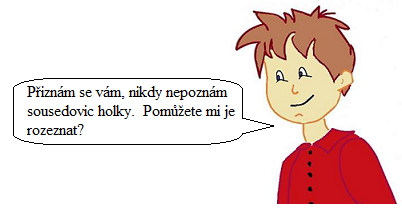 Přiznám se vám, nikdy nepoznám
sousedovic holky.  Pomůžete mi je
rozeznat?